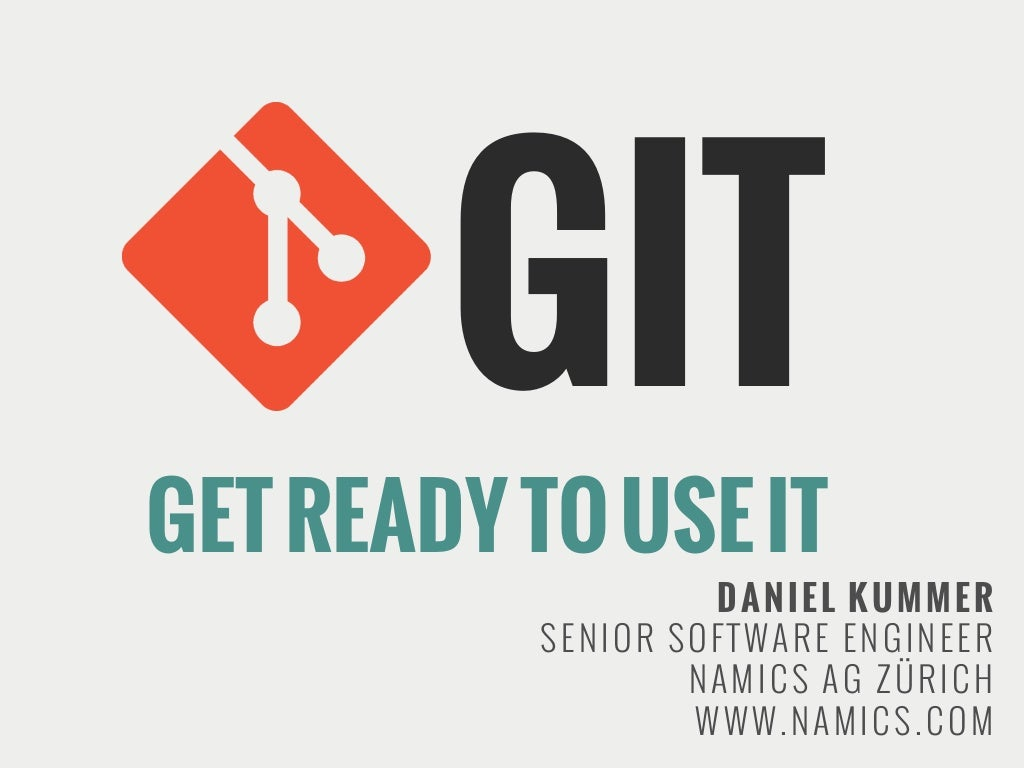 GIT
GET READY TO USE IT
DANIEL KUMMER
SENIOR SOFTWARE ENGINEER
NAMICS AG ZÜRICH
WWW.NAMICS.COM